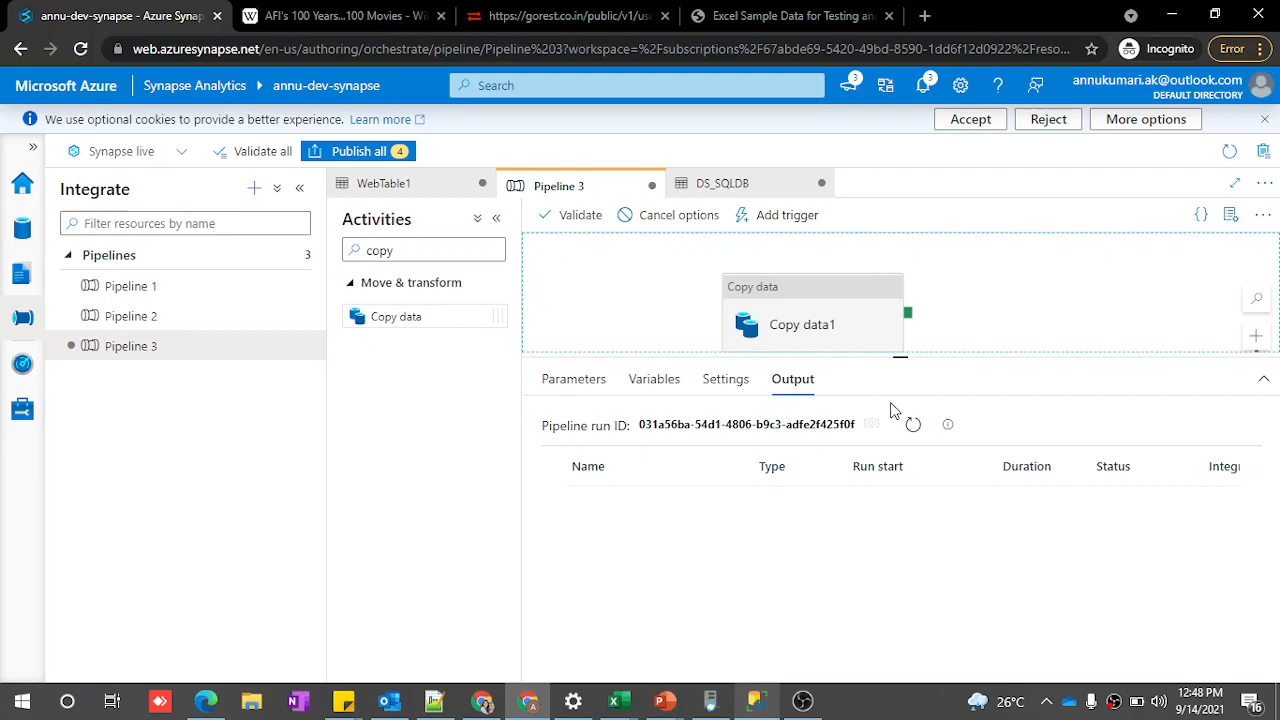 annu-dev-synapse - Azure Synap
AFI's 100 Years...100 Movies - Wi
https://gorest.co.in/public/v1/use
Excel Sample Data for Testing an
web.azuresynapse.net/en-us/authoring/orchestrate/pipeline/Pipeline%203?workspace=%2Fsubscriptions%2F67abde69-5420-49bd-8590-1dd6f12d0922%2Freso...
Incognito
Error
Microsoft Azure
Synapse Analytics
annu-dev-synapse
Search
3
3
annukumari.ak@outlook.com
DEFAULT DIRECTORY
We use optional cookies to provide a better experience. Learn more
Accept
Reject
More options
Synapse live
Validate all
Publish all 4
Integrate
Filter resources by name
Pipelines 3
Pipeline 1
Pipeline 2
Pipeline 3
WebTable1
Pipeline 3
DS_SQLDB
Activities
copy
Move & transform
Copy data
Validate
Cancel options
Add trigger
Copy data
Copy data1
Parameters
Variables
Settings
Output
Pipeline run ID: 031a56ba-54d1-4806-b9c3-adfe2f425f0f
Name Type Run start Duration Status Integr
26°C
12:48 PM
9/14/2021
16